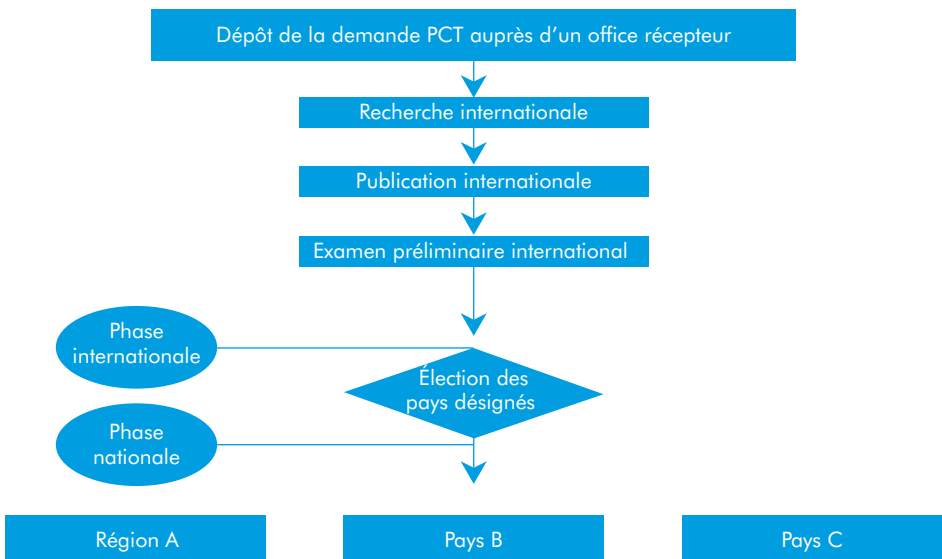 Dépôt de la demande PCT auprès d’un office récepteur
Recherche internationale
Publication internationale
Examen préliminaire international
Phase
internationale
Élection des
pays désignés
Phase
nationale
Région A
Pays B
Pays C